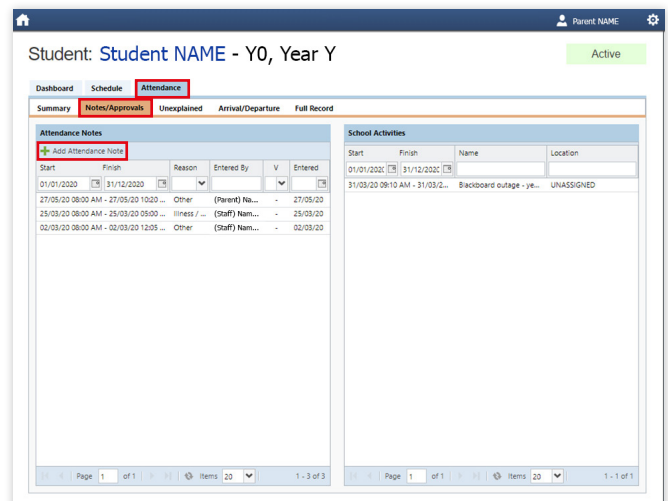 Parent NAME
Student: Student NAME - Y0, Year Y
Active
Dashboard Schedule Attendance
Summary Notes/Approvals Unexplained Arrival/Departure Full Record
Attendance Notes
Add Attendance Note
Start Finish Reason Entered By V Entered
01/01/2020 31/12/2020
27/05/20 08:00 AM - 27/05/20 10:20 ... Other (Parent) Na... - 27/05/20
25/03/20 08:00 AM - 25/03/20 05:00 ... Illness / ... (Staff) Nam... - 25/03/20
02/03/20 08:00 AM - 02/03/20 12:05 ... Other (Staff) Nam... - 02/03/20
Page 1 of 1 Items 20 1 - 3 of 3
School Activities
Start Finish Name Location
01/01/202( 31/12/202(
31/03/20 09:10 AM - 31/03/2... Blackboard outage - ye... UNASSIGNED
Page 1 of 1 Items 20 1 - 1 of 1